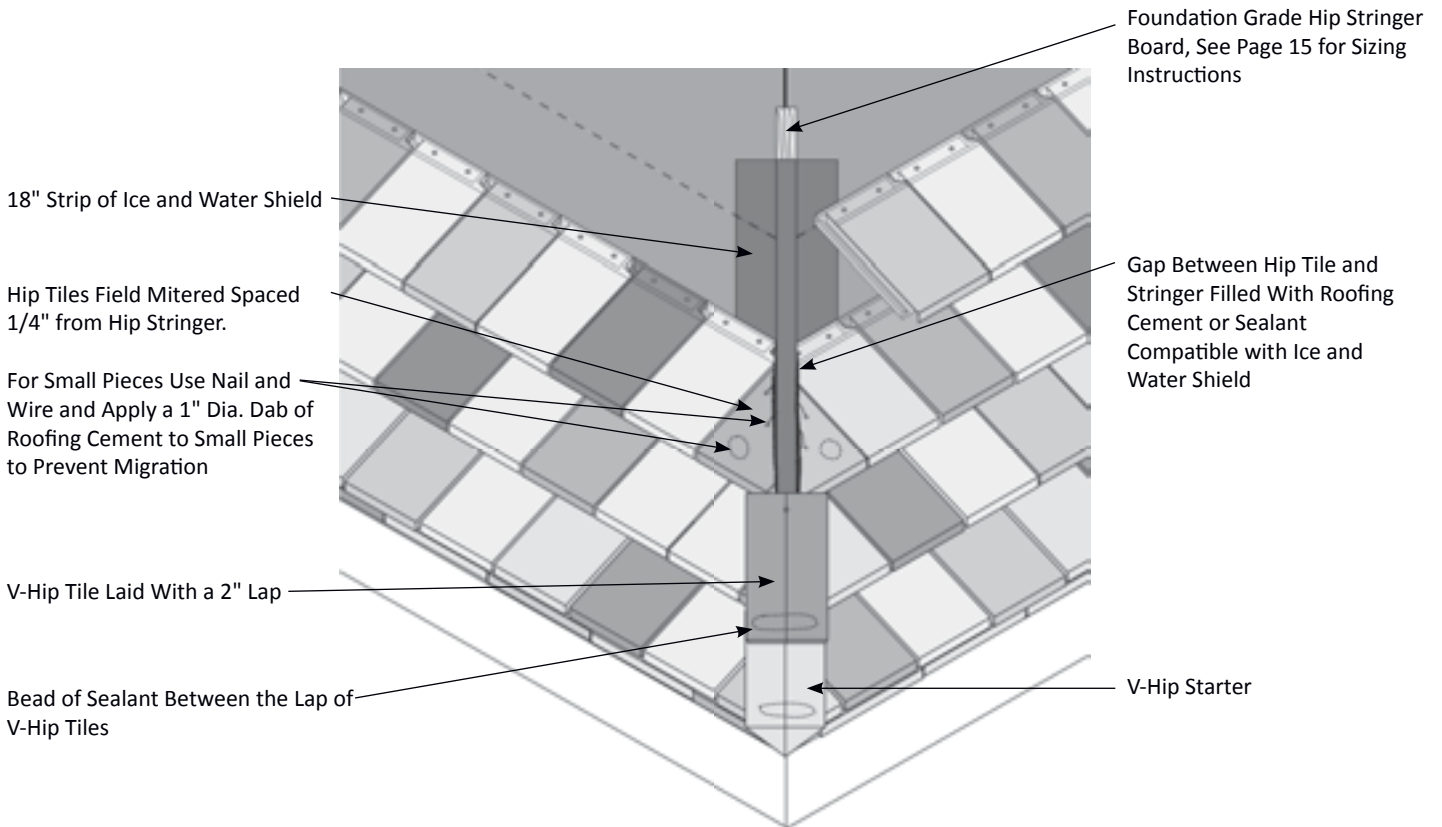 Foundation Grade Hip Stringer
Board, See Page 15 for Sizing
Instructions
18" Strip of Ice and Water Shield
Hip Tiles Field Mitered Spaced
1/4" from Hip Stringer.
For Small Pieces Use Nail and
Wire and Apply a 1" Dia. Dab of
Roofing Cement to Small Pieces
to Prevent Migration
Gap Between Hip Tile and
Stringer Filled With Roofing
Cement or Sealant
Compatible with Ice and
Water Shield
V-Hip Tile Laid With a 2" Lap
Bead of Sealant Between the Lap of
V-Hip Tiles
V-Hip Starter